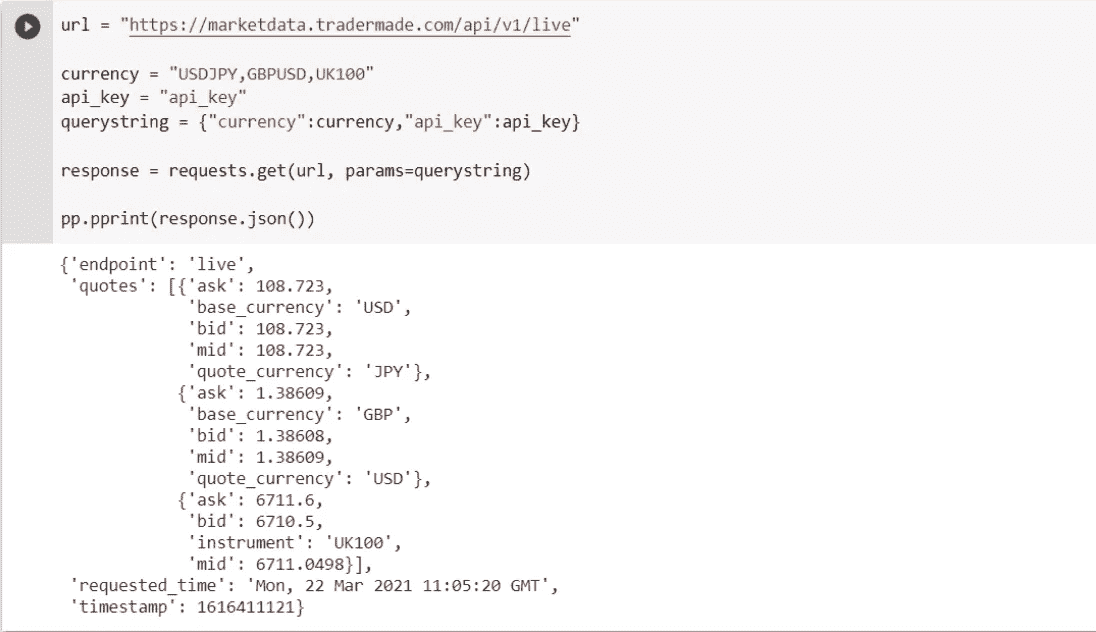 url = "https://marketdata.tradermade.com/api/v1/live"
currency = "USDJPY,GBPUSD,UK100"
api_key = "api_key"
querystring = {"currency":currency,"api_key":api_key}
response = requests.get(url, params=querystring)
pp.pprint(response.json())
{'endpoint': 'live',
 'quotes': [{'ask': 108.723,
             'base_currency': 'USD',
             'bid': 108.723,
             'mid': 108.723,
             'quote_currency': 'JPY'},
            {'ask': 1.38609,
             'base_currency': 'GBP',
             'bid': 1.38608,
             'mid': 1.38609,
             'quote_currency': 'USD'},
            {'ask': 6711.6,
             'bid': 6710.5,
             'instrument': 'UK100',
             'mid': 6711.0498}],
 'requested_time': 'Mon, 22 Mar 2021 11:05:20 GMT',
 'timestamp': 1616411121}